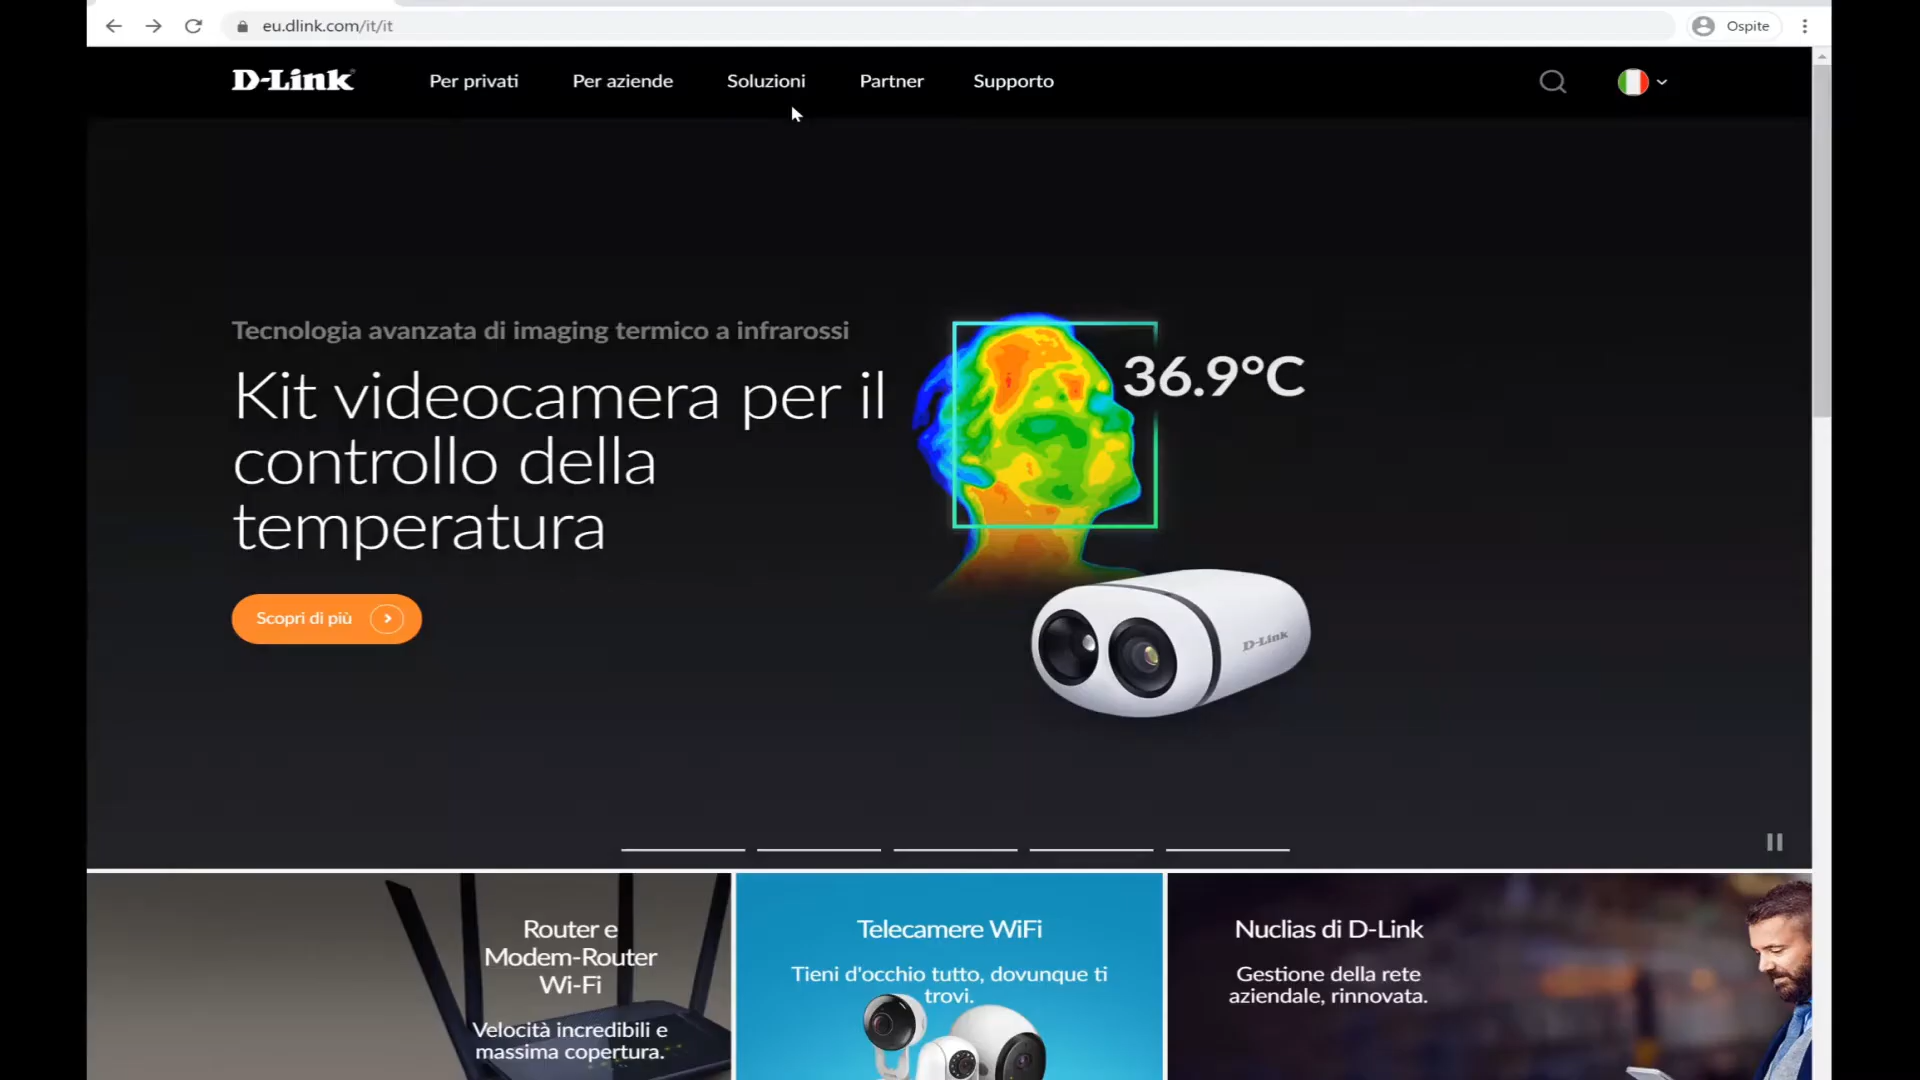 eu.dlink.com/it/it
Ospite
D-Link
Per privati
Per aziende
Soluzioni
Partner
Supporto
Tecnologia avanzata di imaging termico a infrarossi
Kit videocamera per il
controllo della
temperatura
36.9°C
Scopri di più
D-Link
Router e
Modem-Router
Wi-Fi
Velocità incredibili e
massima copertura.
Telecamere WiFi
Tieni d'occhio tutto, dovunque ti
trovi.
Nuclias di D-Link
Gestione della rete
aziendale, rinnovata.